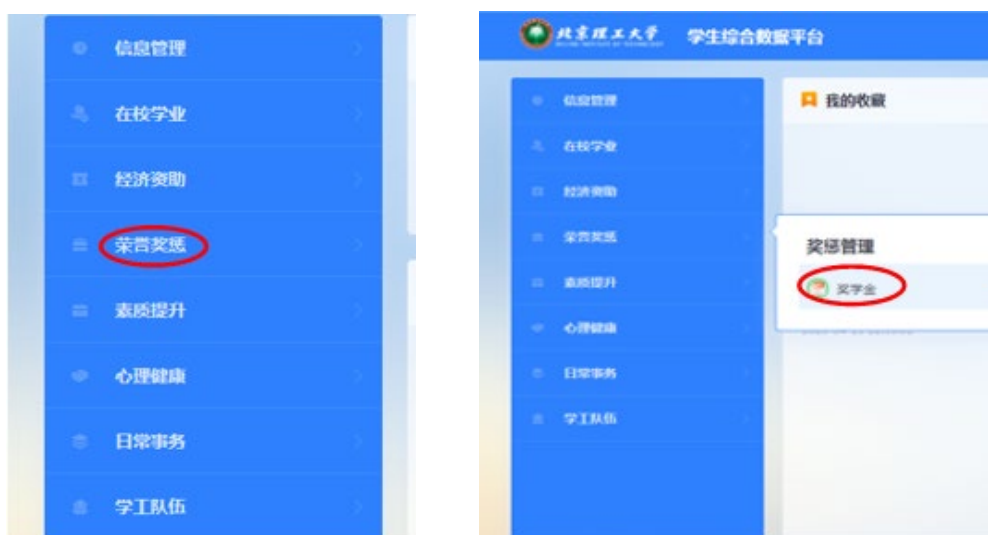 信息管理
在校学业
经济资助
荣誉奖惩
素质提升
心理健康
日常事务
学工队伍
北京理工大学 学生综合数据平台
信息管理
在校学业
经济资助
荣誉奖惩
素质提升
心理健康
日常事务
学工队伍
我的收藏
奖惩管理
奖学金